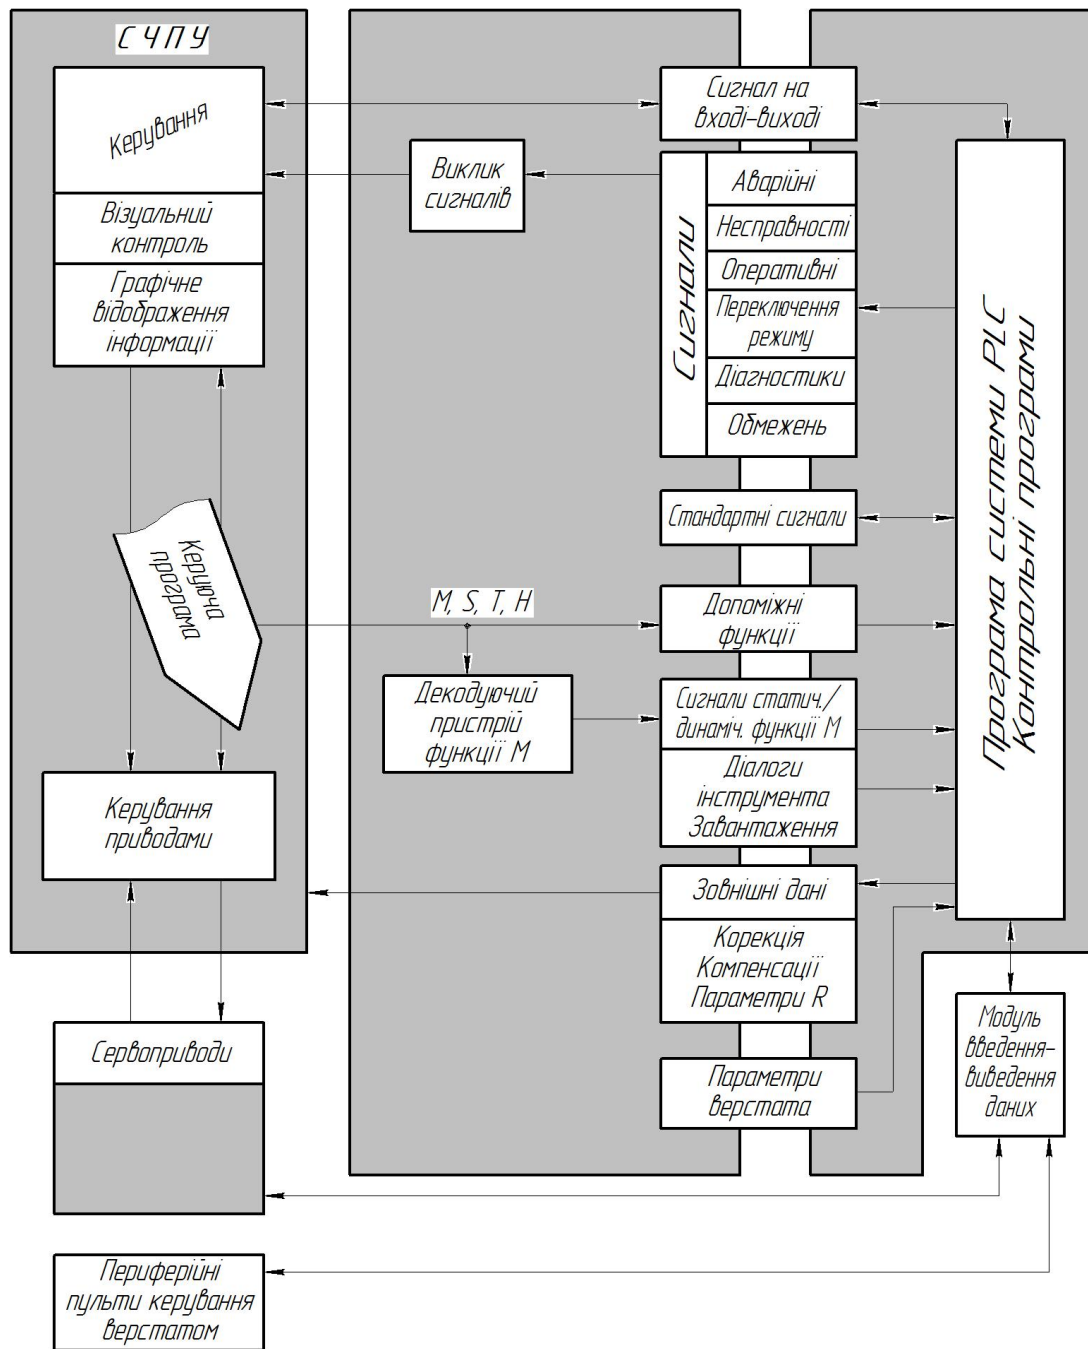 СЧПУ
Керування
Візуальний
контроль
Графічне
відображення
інформації
Керуюча
програма
Керування
приводами
Сервоприводи
Периферійні
пульти керування
верстатом
Виклик
сигналів
M, S, T, H
Декодуючий
пристрій
функції М
Сигнал на
вході-виході
Сигнали
Аварійні
Несправності
Оперативні
Переключення
режиму
Діагностики
Обмежень
Стандартні сигнали
Допоміжні
функції
Сигнали статич./
динаміч. функції М
Діалоги
інструмента
Завантаження
Зовнішні дані
Корекція
Компенсації
Параметри R
Параметри
верстата
Програма системи PLC
Контрольні програми
Модуль
введення-
виведення
даних